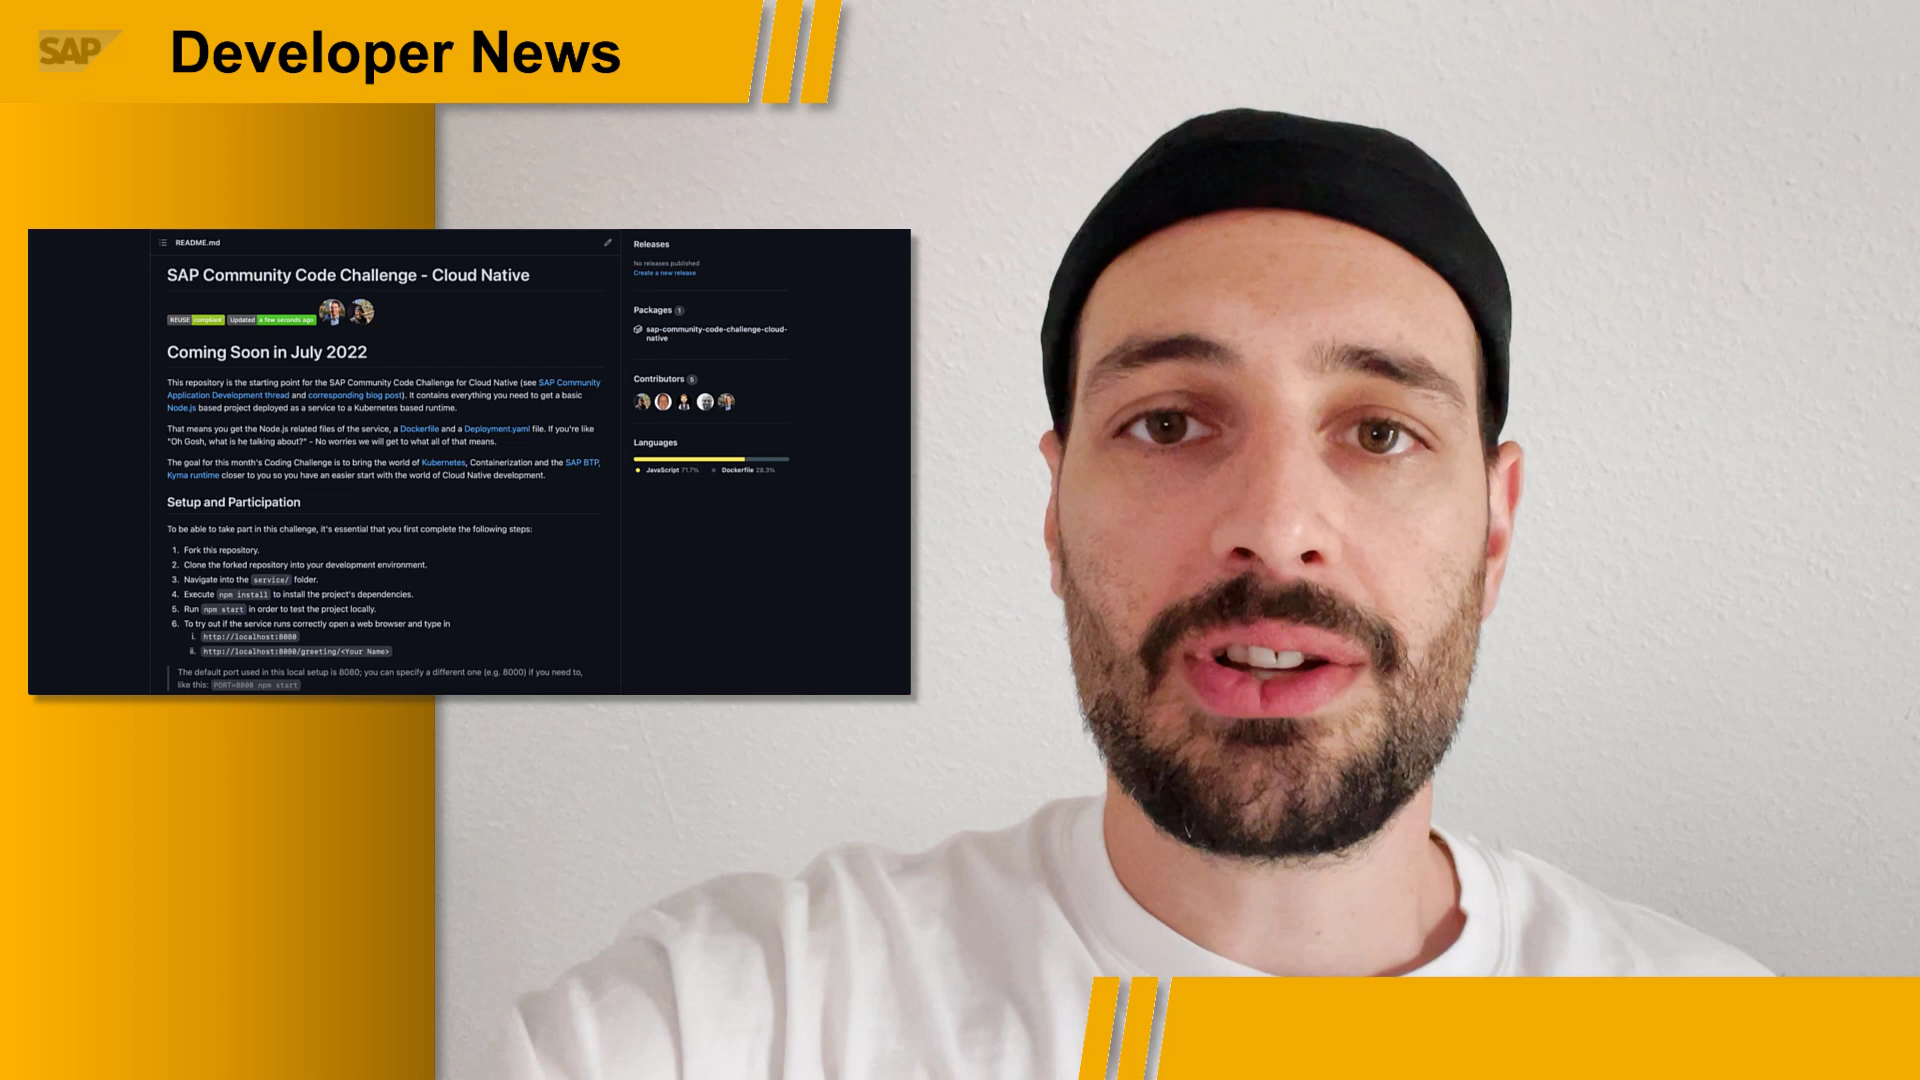 SAP
Developer News
README.md
SAP Community Code Challenge - Cloud Native
REUSE compliant Updated a few seconds ago
Coming Soon in July 2022
This repository is the starting point for the SAP Community Code Challenge for Cloud Native (see SAP Community
Application Development thread and corresponding blog post). It contains everything you need to get a basic
Node.js based project deployed as a service to a Kubernetes based runtime.
That means you get the Node.js related files of the service, a Dockerfile and a Deployment.yaml file. If you're like
"Oh Gosh, what is he talking about?" - No worries we will get to what all of that means.
The goal for this month's Coding Challenge is to bring the world of Kubernetes, Containerization and the SAP BTP,
Kyma runtime closer to you so you have an easier start with the world of Cloud Native development.
Setup and Participation
To be able to take part in this challenge, it's essential that you first complete the following steps:
1. Fork this repository.
2. Clone the forked repository into your development environment.
3. Navigate into the service/ folder.
4. Execute npm install to install the project's dependencies.
5. Run npm start in order to test the project locally.
6. To try out if the service runs correctly open a web browser and type in
i. http://localhost:8080
ii. http://localhost:8080/greeting/<Your Name>
The default port used in this local setup is 8080; you can specify a different one (e.g. 8000) if you need to,
like this: PORT=8000 npm start
Releases
No releases published
Create a new release
Packages 1
sap-community-code-challenge-cloud-
native
Contributors 5
Languages
JavaScript 71.7% Dockerfile 28.3%